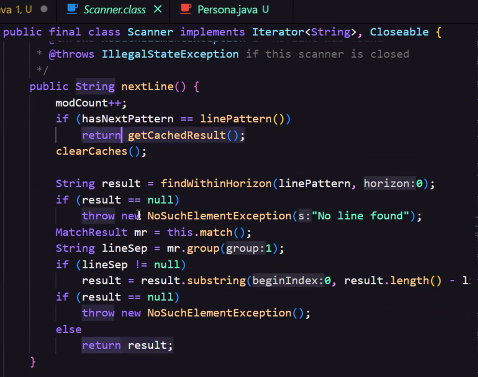 1, U Scanner.class Persona.java U
public final class Scanner implements Iterator<String>, Closeable {
* @throws IllegalStateException if this scanner is closed
*/
public String nextLine() {
modCount++;
if (hasNextPattern == linePattern())
return getCachedResult();
clearCaches();
String result = findWithinHorizon(linePattern, horizon:0);
if (result == null)
throw new NoSuchElementException(s:"No line found");
MatchResult mr = this.match();
String lineSep = mr.group(group:1);
if (lineSep != null)
result = result.substring(beginIndex:0, result.length() - li
if (result == null)
throw new NoSuchElementException();
else
return result;
}